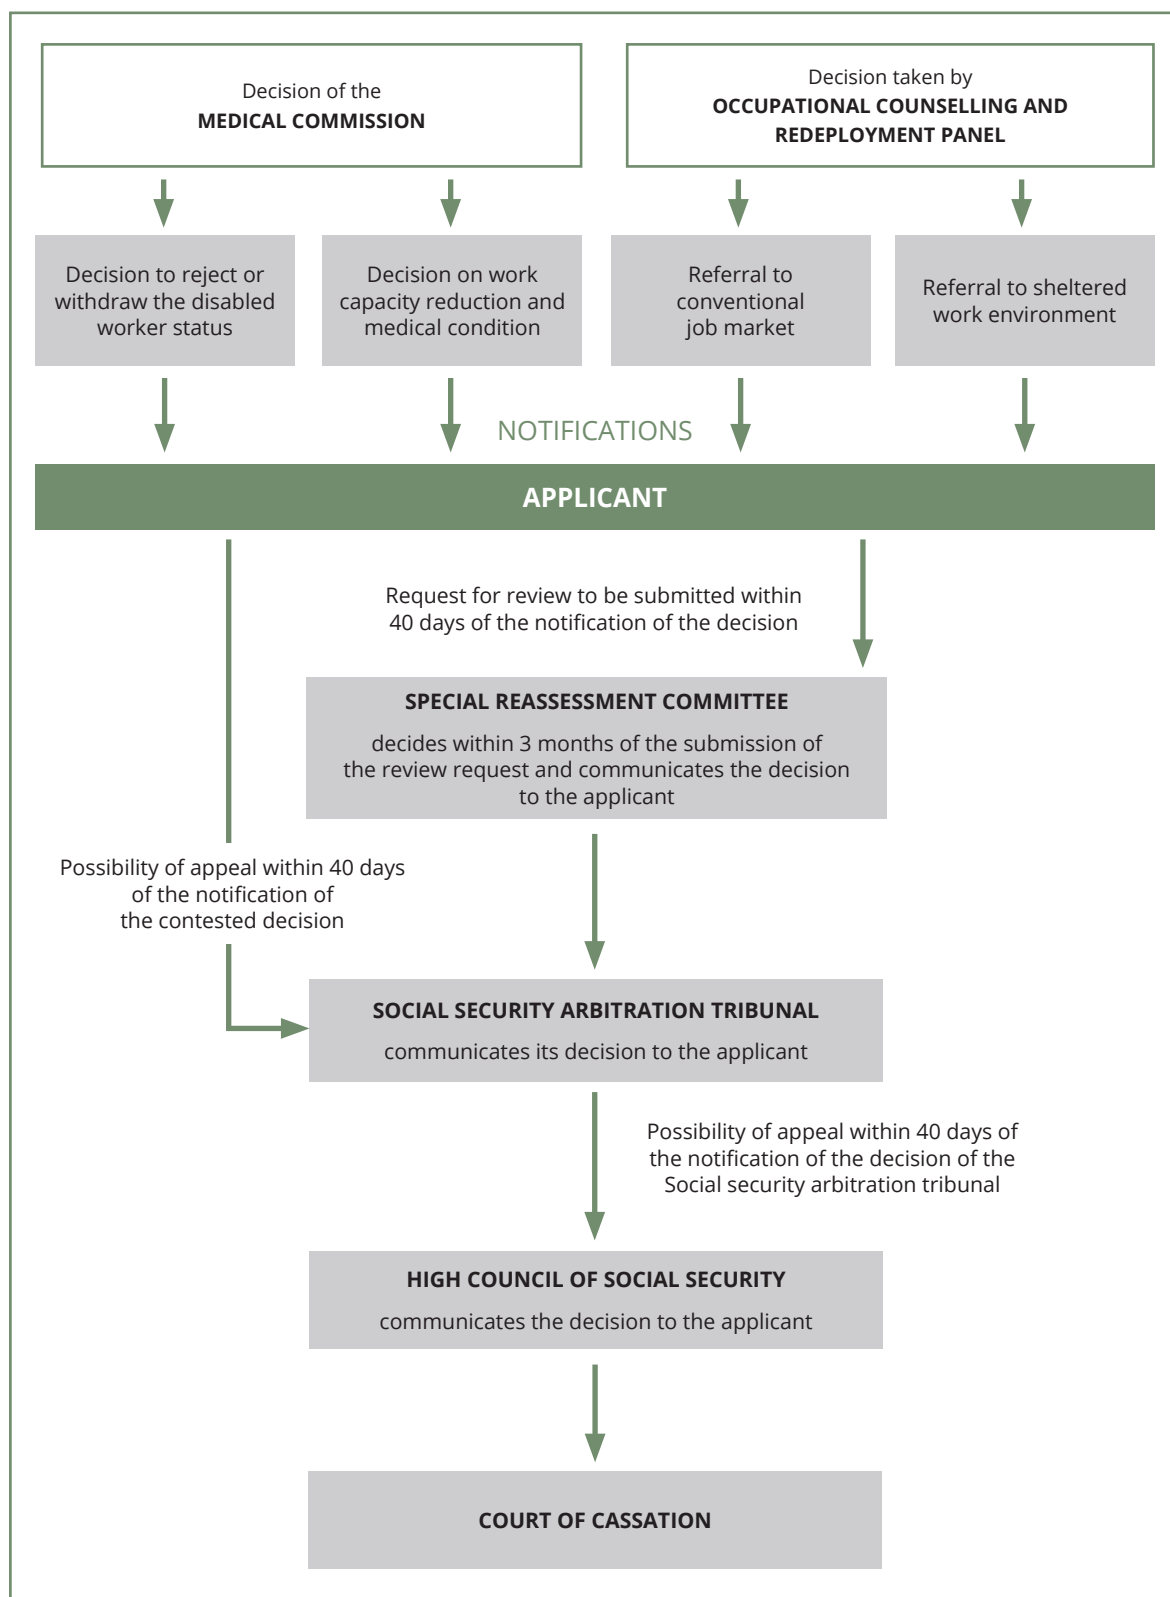 Decision of the
MEDICAL COMMISSION
Decision taken by
OCCUPATIONAL COUNSELLING AND
REDEPLOYMENT PANEL
Decision to reject or
withdraw the disabled
worker status
Decision on work
capacity reduction and
medical condition
Referral to
conventional
job market
Referral to sheltered
work environment
NOTIFICATIONS
APPLICANT
Request for review to be submitted within
40 days of the notification of the decision
SPECIAL REASSESSMENT COMMITTEE
decides within 3 months of the submission of
the review request and communicates the decision
to the applicant
Possibility of appeal within 40 days
of the notification of
the contested decision
SOCIAL SECURITY ARBITRATION TRIBUNAL
communicates its decision to the applicant
Possibility of appeal within 40 days of
the notification of the decision of the
Social security arbitration tribunal
HIGH COUNCIL OF SOCIAL SECURITY
communicates the decision to the applicant
COURT OF CASSATION